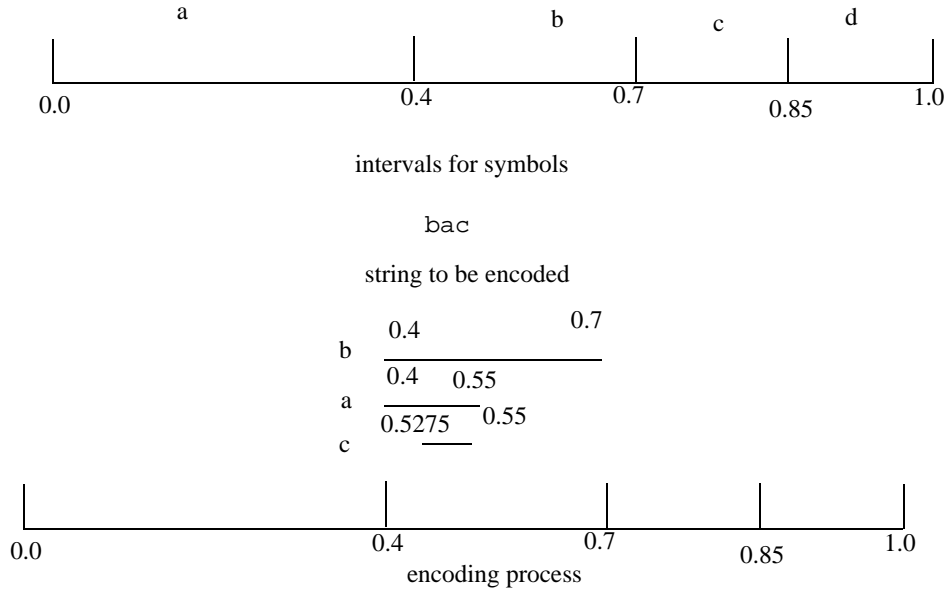 a b c d
0.0 0.4 0.7 0.85 1.0
intervals for symbols
bac
string to be encoded
0.4 0.7
b
0.4 0.55
a
0.5275 0.55
c
0.0 0.4 0.7 0.85 1.0
encoding process